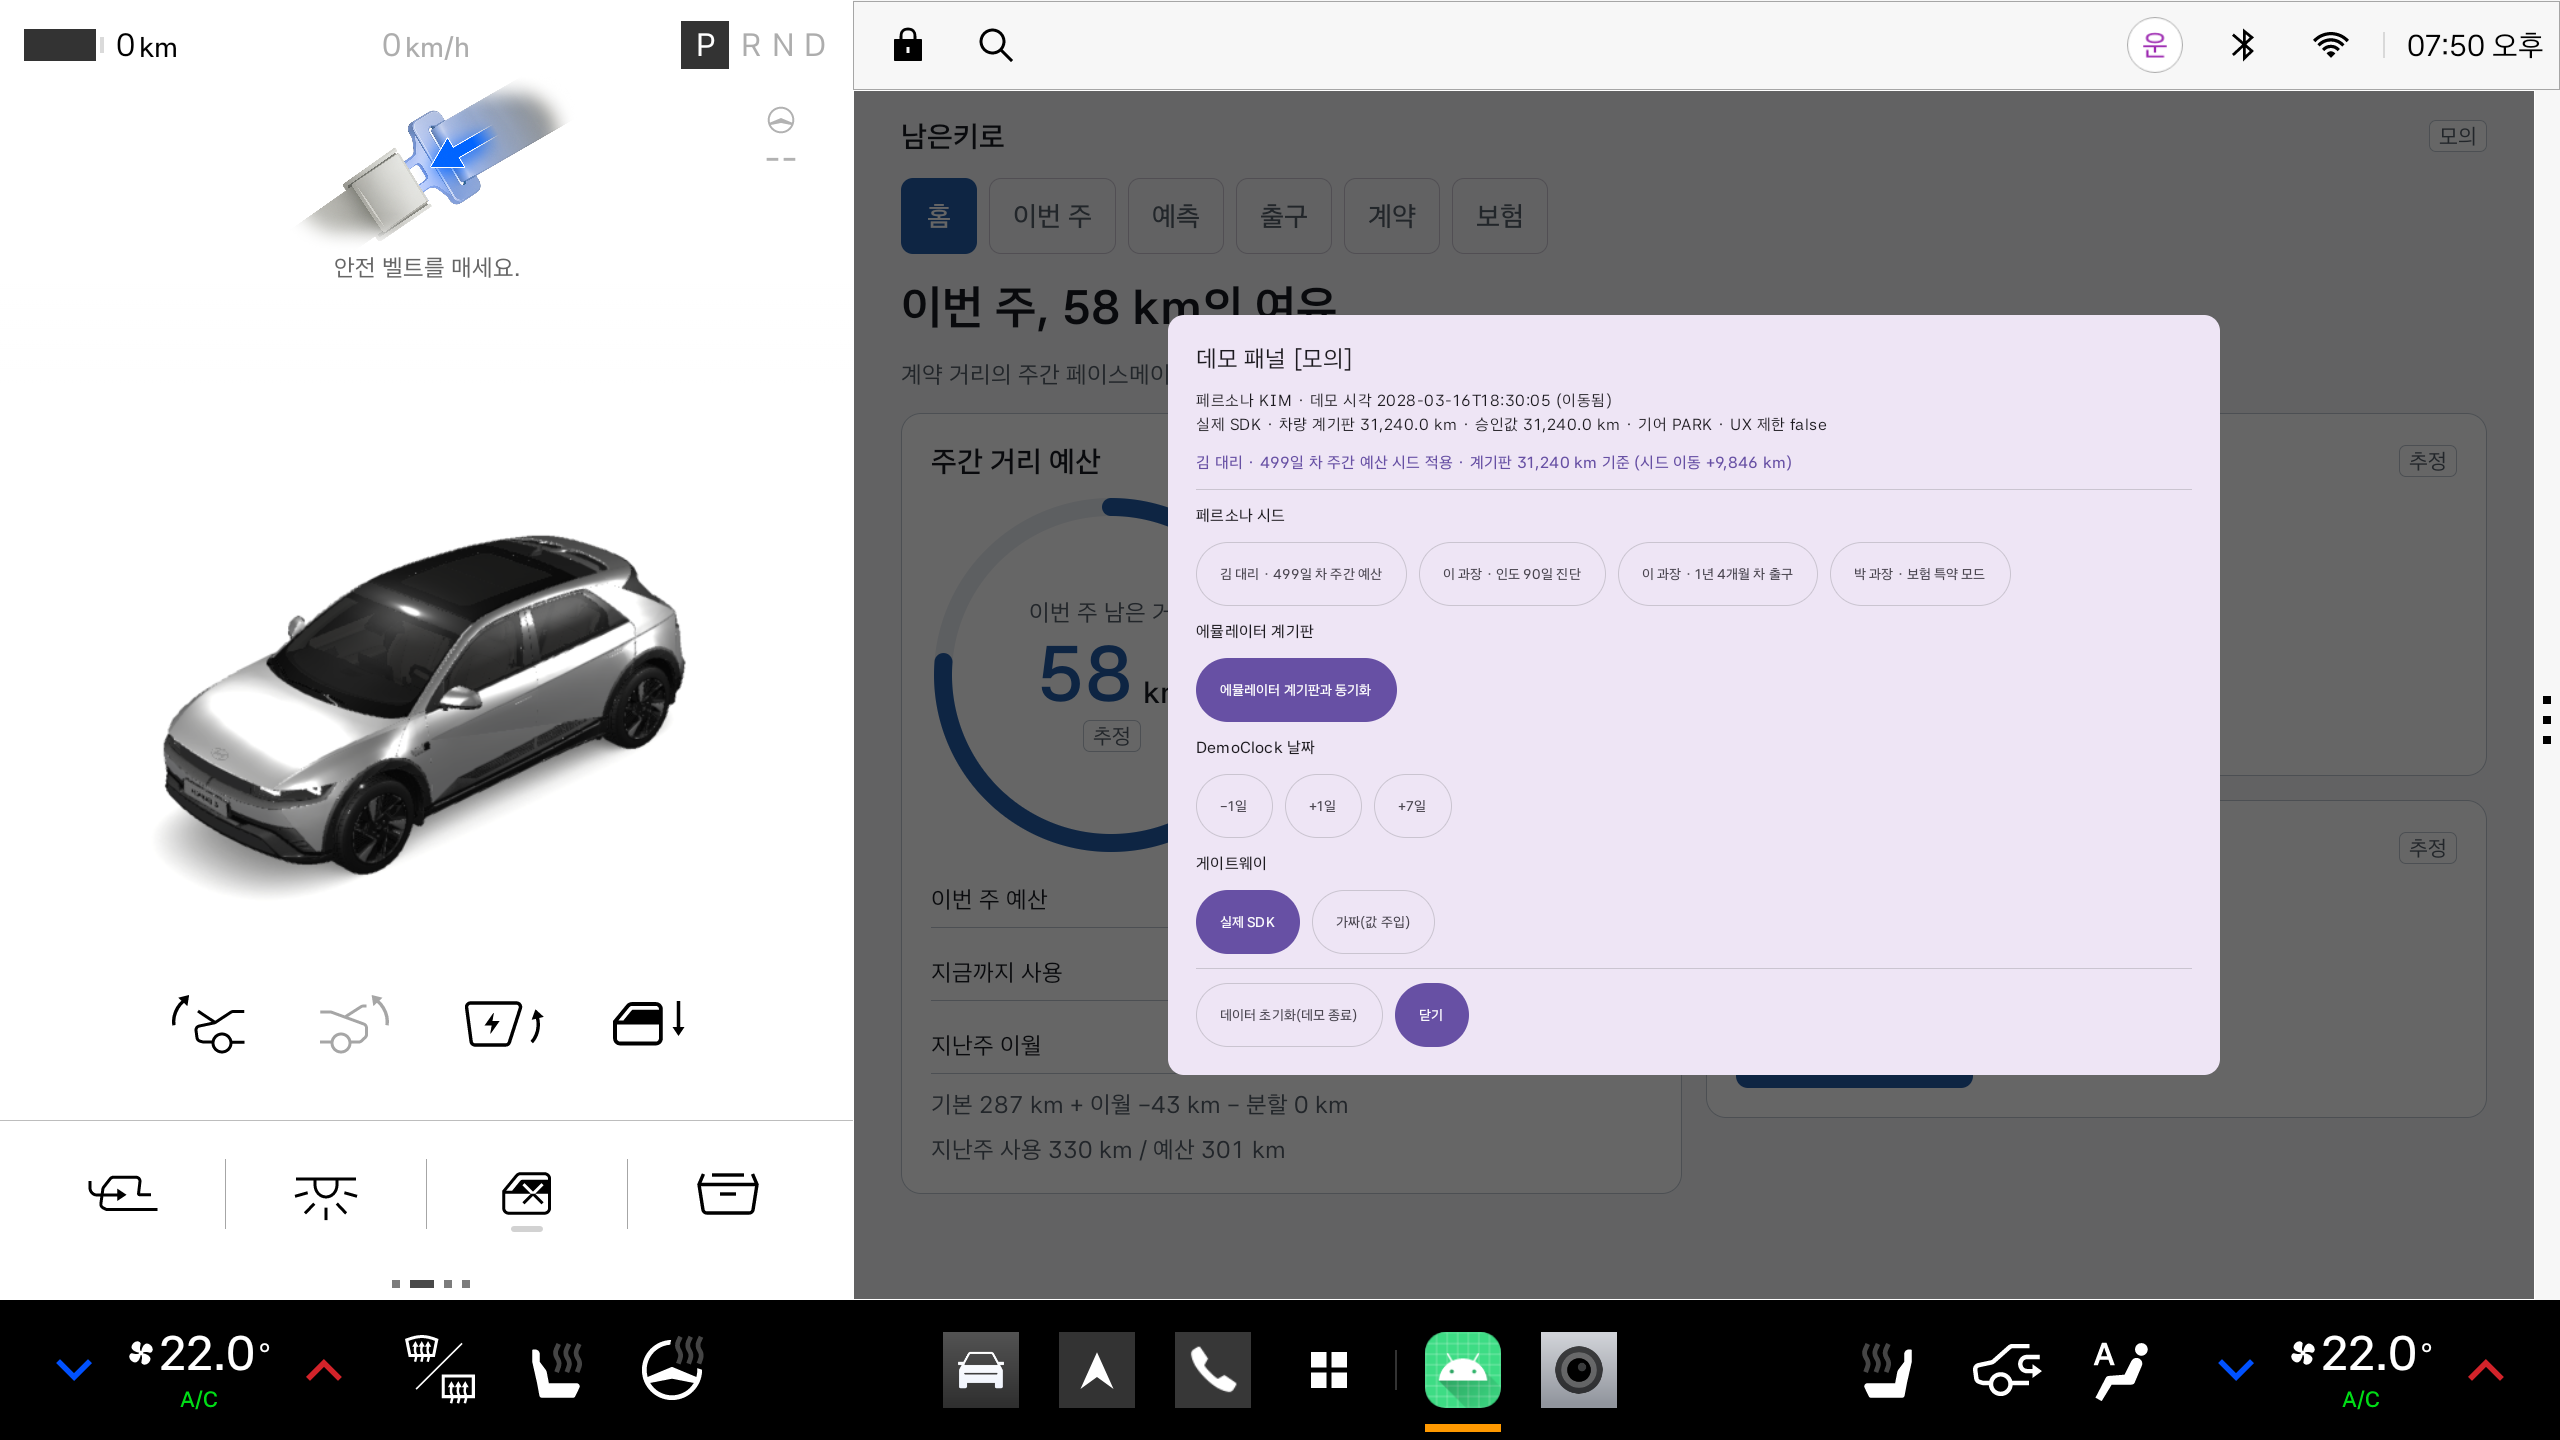 0 km
0 km/h
P R N D
안전 벨트를 매세요.
운
07:50 오후
남은키로
모의
홈
이번 주
예측
출구
계약
보험
이번 주, 58 km의 여유
계약 거리의 주간 페이스메이
주간 거리 예산
추정
이번 주 남은 거
58 km
추정
추정
이번 주 예산
지금까지 사용
지난주 이월
기본 287 km + 이월 −43 km − 분할 0 km
지난주 사용 330 km / 예산 301 km
데모 패널 [모의]
페르소나 KIM · 데모 시각 2028-03-16T18:30:05 (이동됨)
실제 SDK · 차량 계기판 31,240.0 km · 승인값 31,240.0 km · 기어 PARK · UX 제한 false
김 대리 · 499일 차 주간 예산 시드 적용 · 계기판 31,240 km 기준 (시드 이동 +9,846 km)
페르소나 시드
김 대리 · 499일 차 주간 예산
이 과장 · 인도 90일 진단
이 과장 · 1년 4개월 차 출구
박 과장 · 보험 특약 모드
에뮬레이터 계기판
에뮬레이터 계기판과 동기화
DemoClock 날짜
−1일
+1일
+7일
게이트웨이
실제 SDK
가짜(값 주입)
데이터 초기화(데모 종료)
닫기
22.0°
A/C
A
22.0°
A/C